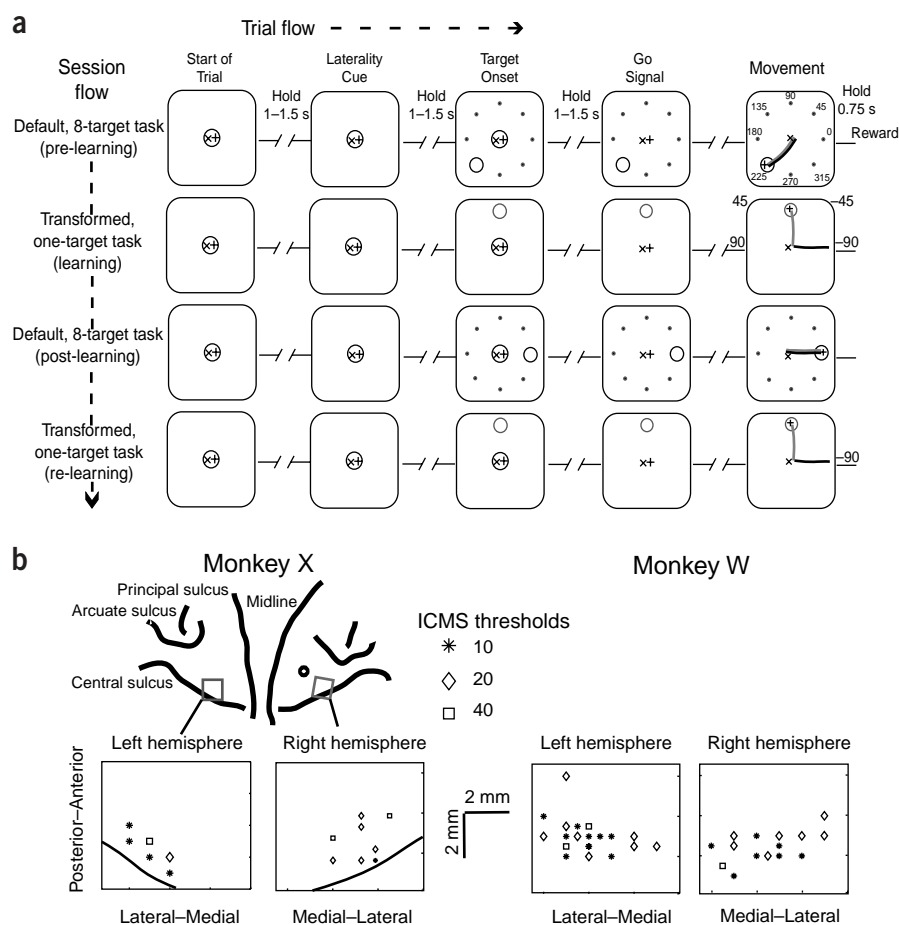 a
Trial flow
Session flow
Start of Trial
Laterality Cue
Target Onset
Go Signal
Movement
Hold 1–1.5 s
Hold 1–1.5 s
Hold 1–1.5 s
Hold 0.75 s
Reward
Default, 8-target task
(pre-learning)
90
135
45
180
0
225
315
270
Transformed,
one-target task
(learning)
45
–45
90
–90
Default, 8-target task
(post-learning)
Transformed,
one-target task
(re-learning)
–90
b
Monkey X
Monkey W
Principal sulcus
Arcuate sulcus
Midline
Central sulcus
ICMS thresholds
10
20
40
Left hemisphere
Right hemisphere
Left hemisphere
Right hemisphere
Posterior–Anterior
2 mm
2 mm
Lateral–Medial
Medial–Lateral
Lateral–Medial
Medial–Lateral